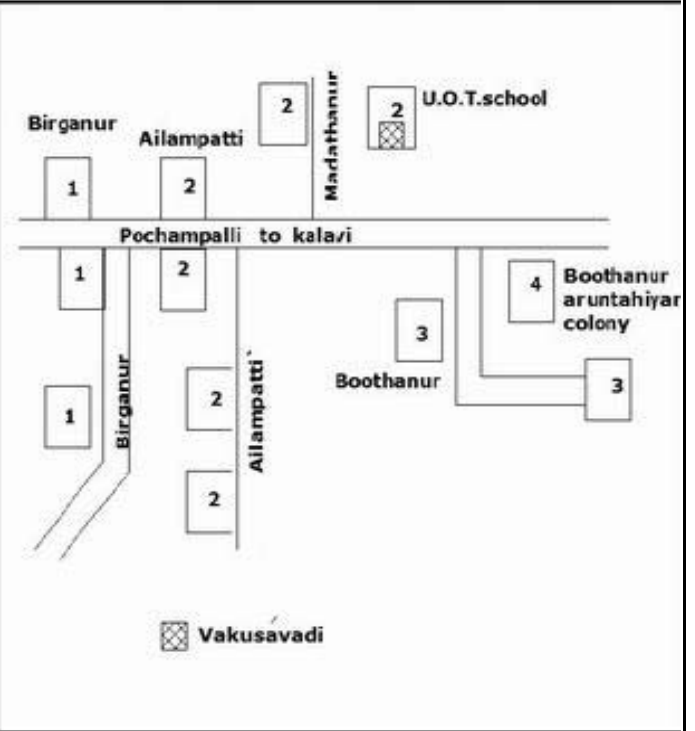 2
Madathanur
2
U.O.T.school
Birganur
Ailampatti
1
2
Pochampalli to kalavi
1
2
4
Boothanur
aruntahiyar
colony
3
Boothanur
3
1
Birganur
2
Ailampatti
2
Vakusavadi